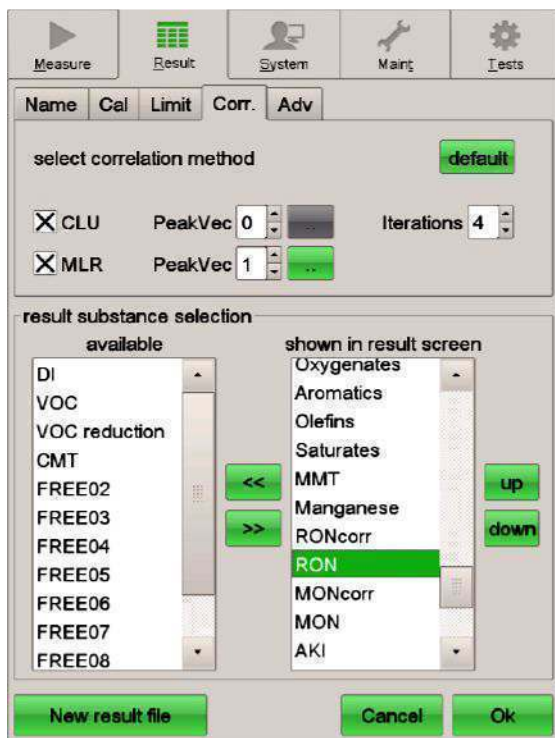 Measure Result System Maint Tests
Name Cal Limit Corr. Adv
select correlation method default
CLU PeakVec 0 .. Iterations 4
MLR PeakVec 1 ..
result substance selection
available
DI
VOC
VOC reduction
CMT
FREE02
FREE03
FREE04
FREE05
FREE06
FREE07
FREE08
<<
>>
shown in result screen
Oxygenates
Aromatics
Olefins
Saturates
MMT
Manganese
RONcorr
RON
MONcorr
MON
AKI
up
down
New result file Cancel Ok